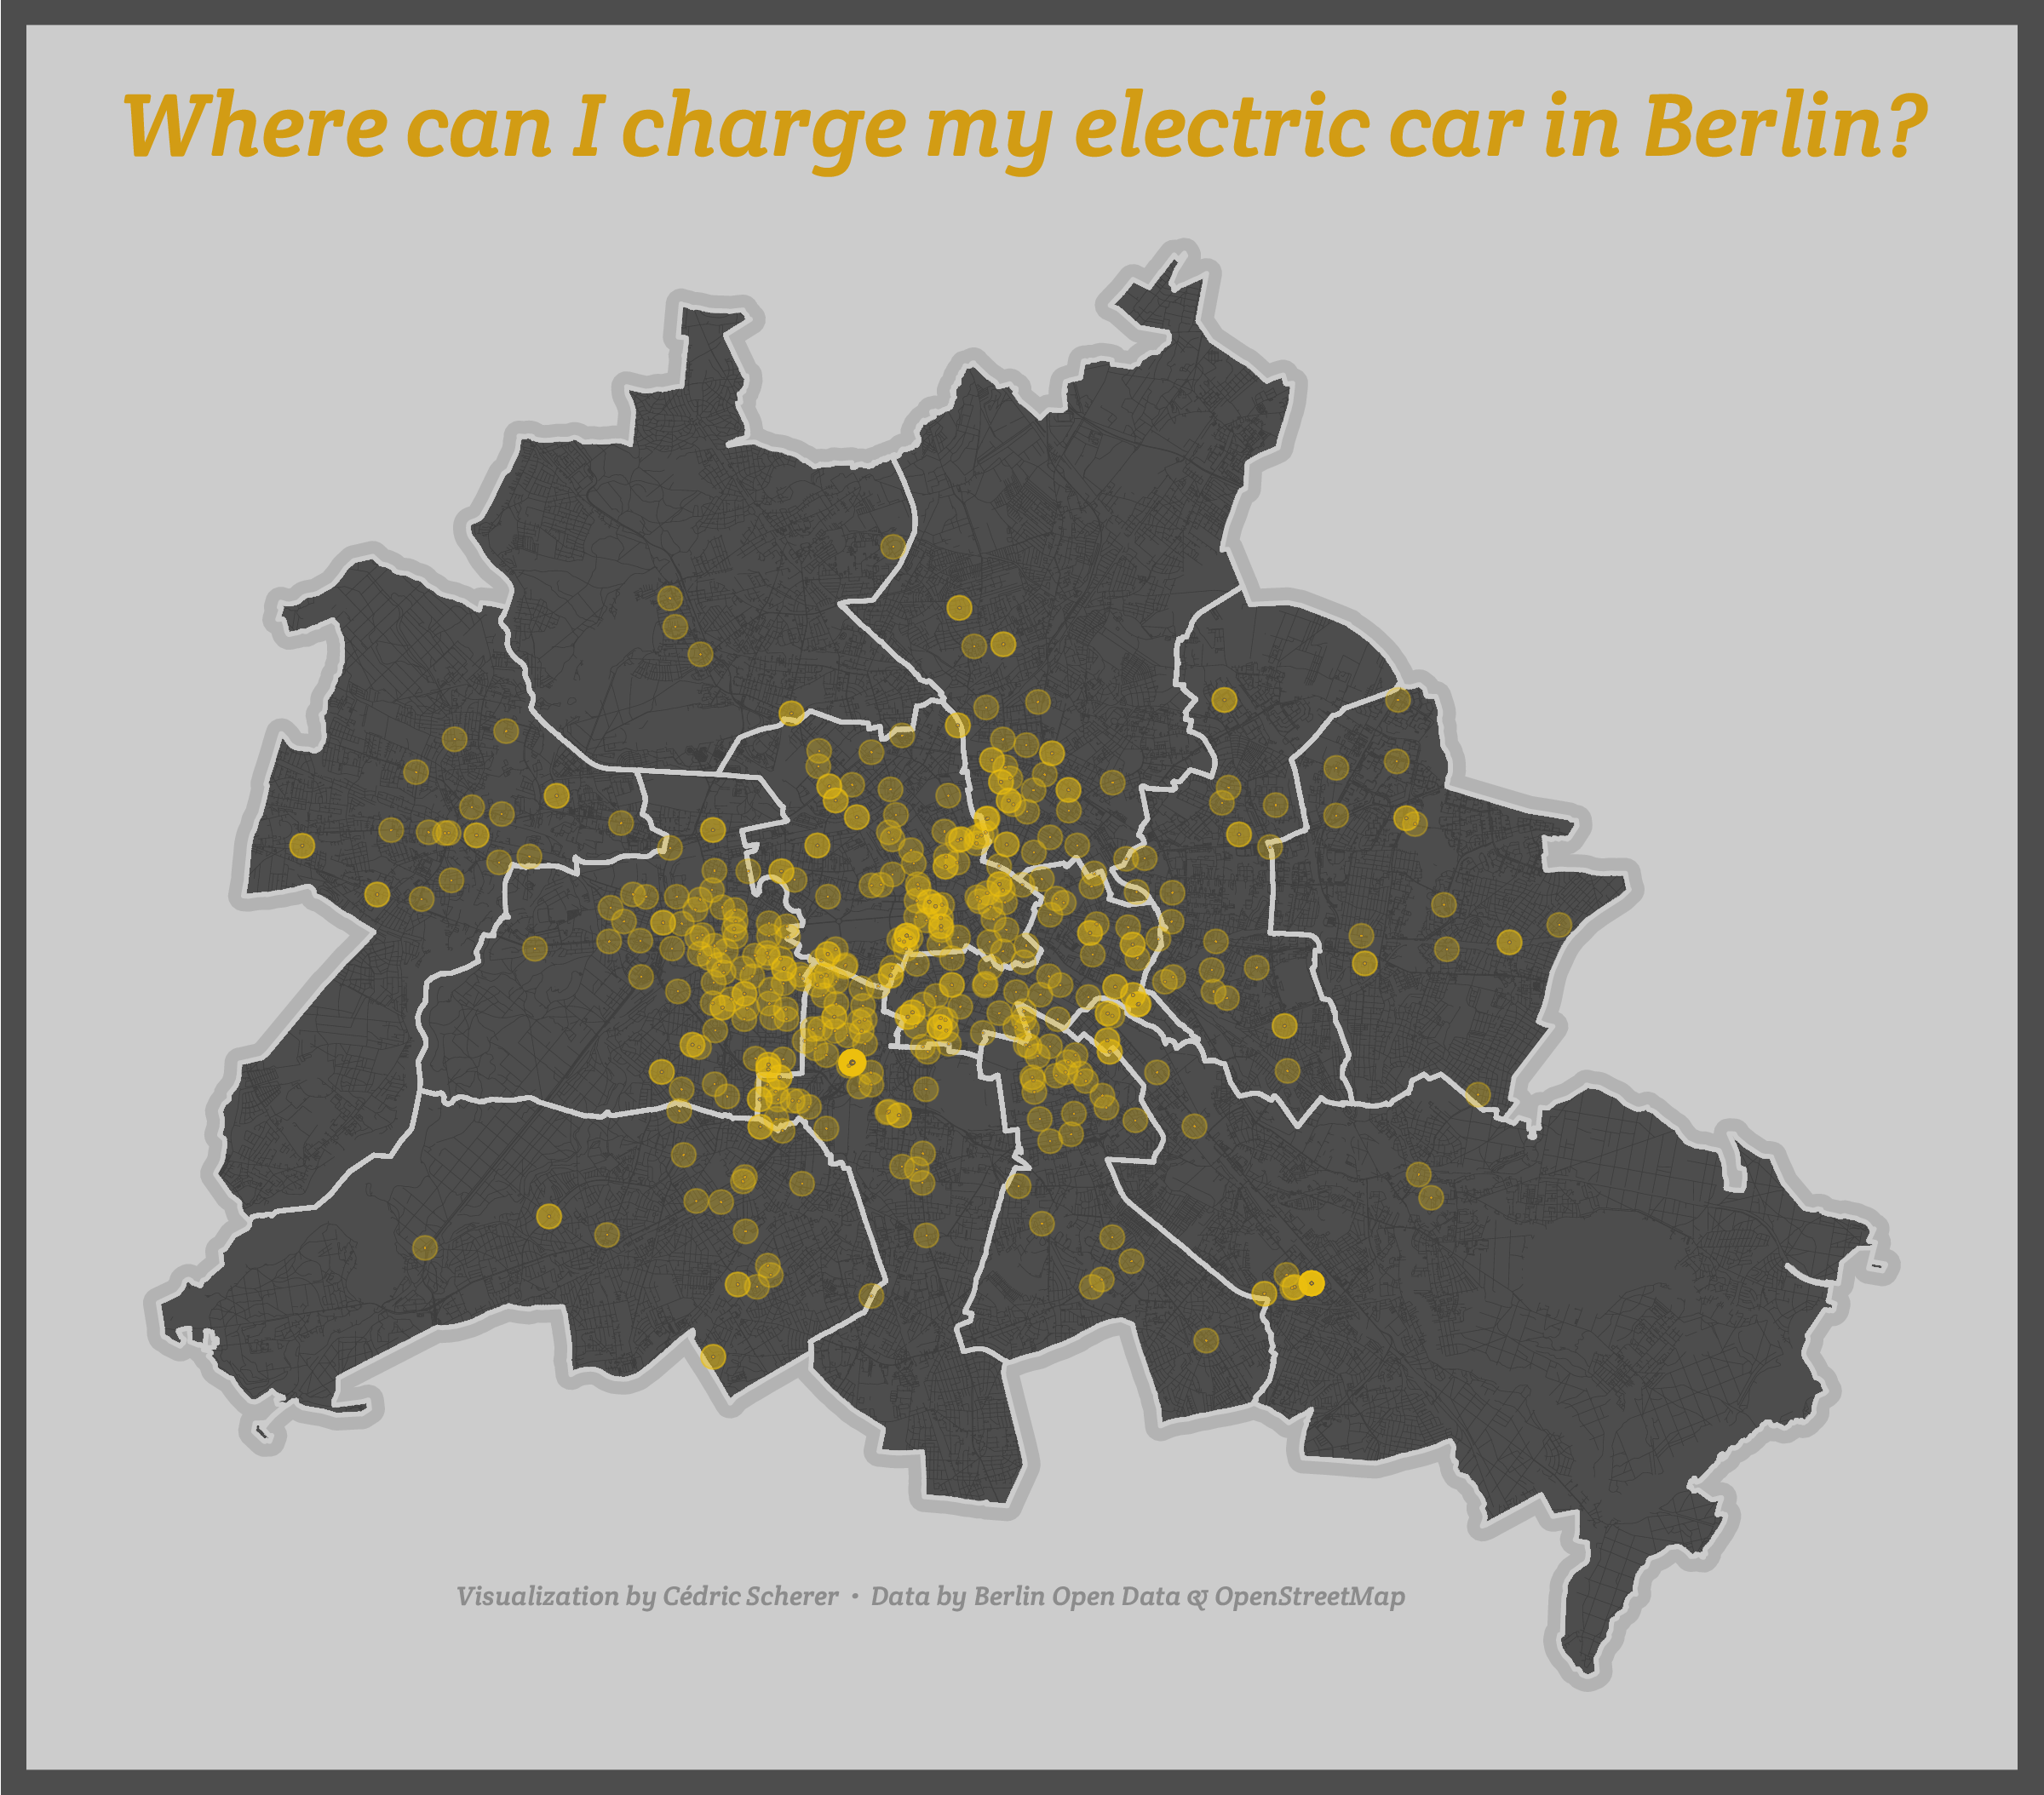 Where can I charge my electric car in Berlin?
Visualization by Cédric Scherer • Data by Berlin Open Data & OpenStreetMap